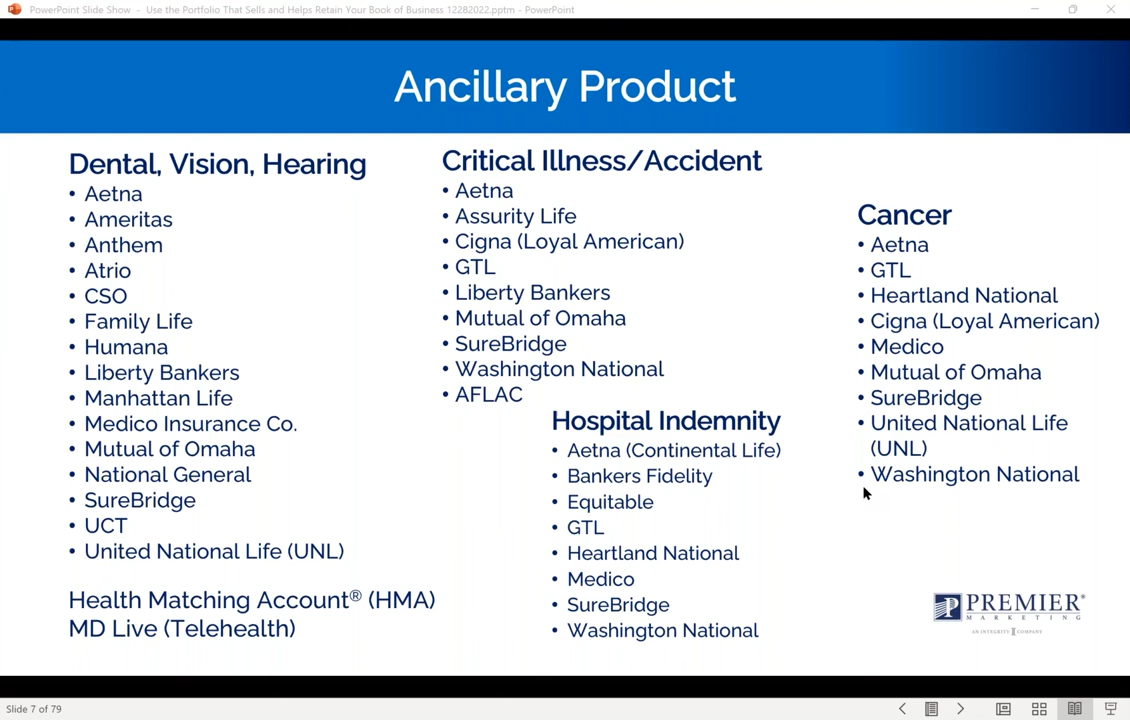 PowerPoint Slide Show - Use the Portfolio That Sells and Helps Retain Your Book of Business 12282022.pptm - PowerPoint
Ancillary Product
Dental, Vision, Hearing
• Aetna
• Ameritas
• Anthem
• Atrio
• CSO
• Family Life
• Humana
• Liberty Bankers
• Manhattan Life
• Medico Insurance Co.
• Mutual of Omaha
• National General
• SureBridge
• UCT
• United National Life (UNL)
Health Matching Account® (HMA)
MD Live (Telehealth)
Critical Illness/Accident
• Aetna
• Assurity Life
• Cigna (Loyal American)
• GTL
• Liberty Bankers
• Mutual of Omaha
• SureBridge
• Washington National
• AFLAC
Hospital Indemnity
• Aetna (Continental Life)
• Bankers Fidelity
• Equitable
• GTL
• Heartland National
• Medico
• SureBridge
• Washington National
Cancer
• Aetna
• GTL
• Heartland National
• Cigna (Loyal American)
• Medico
• Mutual of Omaha
• SureBridge
• United National Life
(UNL)
• Washington National
PREMIER®
MARKETING
AN INTEGRITY COMPANY
Slide 7 of 79